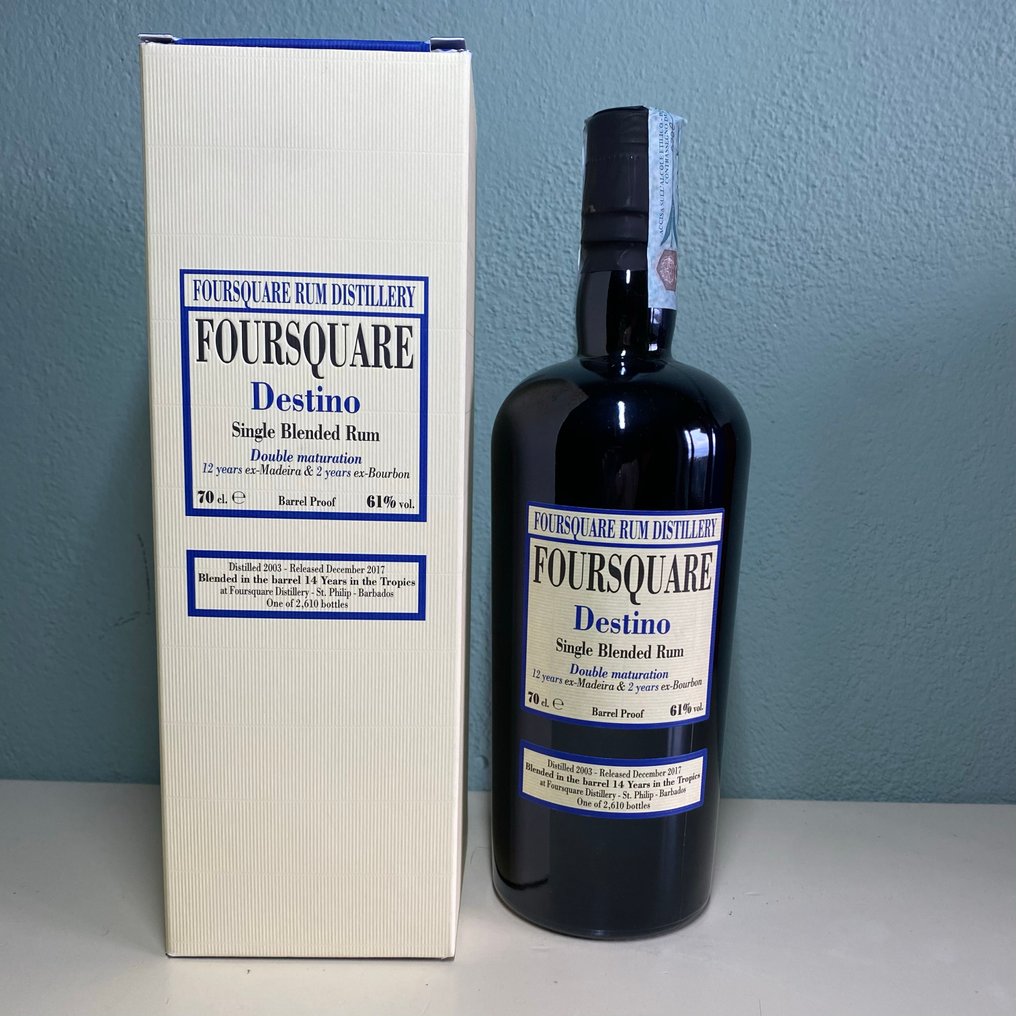 FOURSQUARE RUM DISTILLERY
FOURSQUARE
Destino
Single Blended Rum
Double maturation
12 years ex-Madeira & 2 years ex-Bourbon
70 cl. ℮ Barrel Proof 61% vol.
Distilled 2003 - Released December 2017
Blended in the barrel 14 Years in the Tropics
at Foursquare Distillery - St. Philip - Barbados
One of 2,610 bottles
ACCISA SULL'ALCOLE ETILICO
CONTRASSEGNO
FOURSQUARE RUM DISTILLERY
FOURSQUARE
Destino
Single Blended Rum
Double maturation
12 years ex-Madeira & 2 years ex-Bourbon
70 cl. ℮ Barrel Proof 61% vol.
Distilled 2003 - Released December 2017
Blended in the barrel 14 Years in the Tropics
at Foursquare Distillery - St. Philip - Barbados
One of 2,610 bottles